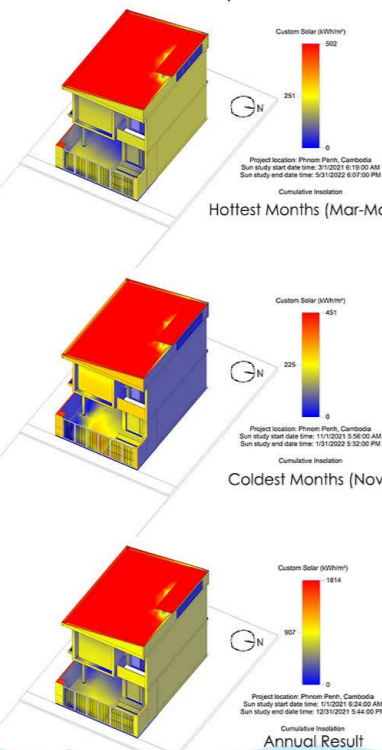 Custom Solar (kWh/m²)
502
251
0
N
Project location: Phnom Penh, Cambodia
Sun study start date time: 3/1/2021 6:19:00 AM
Sun study end date time: 5/31/2022 6:07:00 PM
Cumulative Insolation
Hottest Months (Mar-Ma
Custom Solar (kWh/m²)
451
225
0
N
Project location: Phnom Penh, Cambodia
Sun study start date time: 11/1/2021 5:56:00 AM
Sun study end date time: 1/31/2022 5:32:00 PM
Cumulative Insolation
Coldest Months (Nov
Custom Solar (kWh/m²)
1814
907
0
N
Project location: Phnom Penh, Cambodia
Sun study start date time: 1/1/2021 6:24:00 AM
Sun study end date time: 12/31/2021 5:44:00 PM
Cumulative Insolation
Annual Result